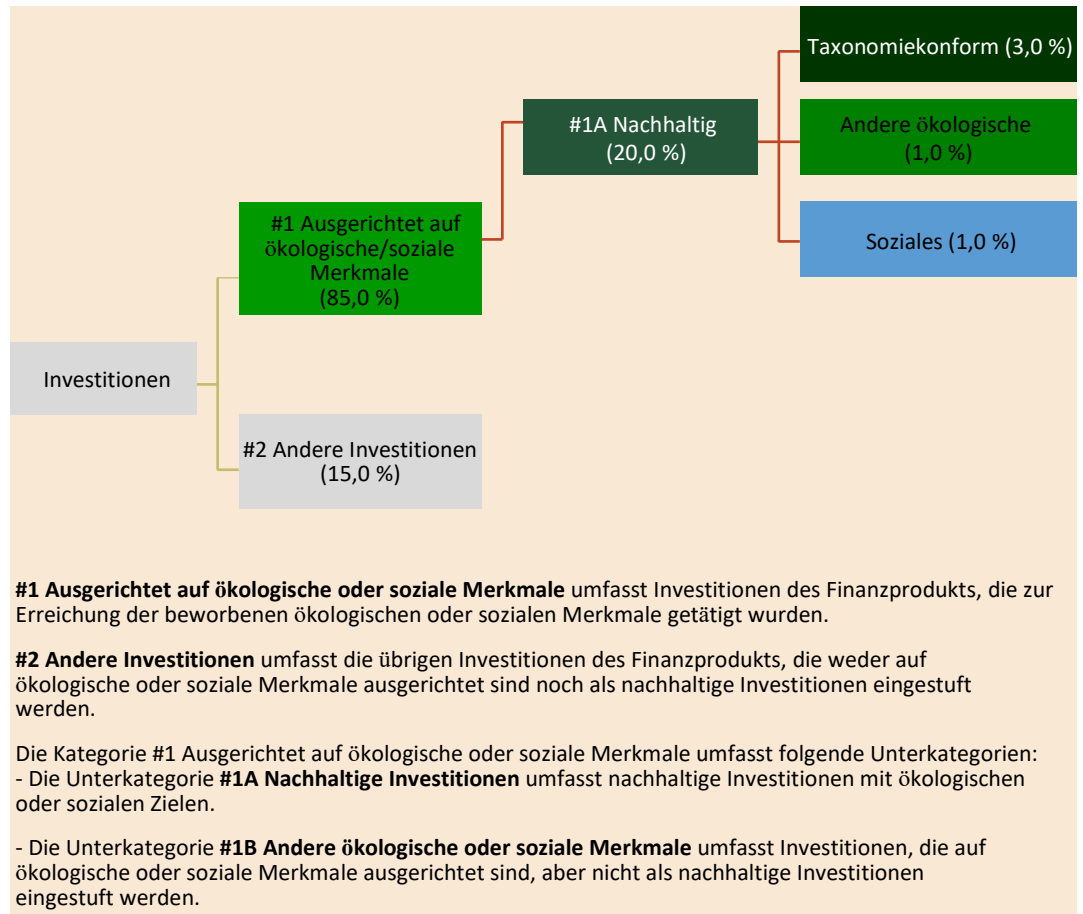 Taxonomiekonform (3,0 %)
#1A Nachhaltig
(20,0 %)
Andere ökologische
(1,0 %)
#1 Ausgerichtet auf
ökologische/soziale
Merkmale
(85,0 %)
Soziales (1,0 %)
Investitionen
#2 Andere Investitionen
(15,0 %)
#1 Ausgerichtet auf ökologische oder soziale Merkmale umfasst Investitionen des Finanzprodukts, die zur
Erreichung der beworbenen ökologischen oder sozialen Merkmale getätigt wurden.
#2 Andere Investitionen umfasst die übrigen Investitionen des Finanzprodukts, die weder auf
ökologische oder soziale Merkmale ausgerichtet sind noch als nachhaltige Investitionen eingestuft
werden.
Die Kategorie #1 Ausgerichtet auf ökologische oder soziale Merkmale umfasst folgende Unterkategorien:
- Die Unterkategorie #1A Nachhaltige Investitionen umfasst nachhaltige Investitionen mit ökologischen
oder sozialen Zielen.
- Die Unterkategorie #1B Andere ökologische oder soziale Merkmale umfasst Investitionen, die auf
ökologische oder soziale Merkmale ausgerichtet sind, aber nicht als nachhaltige Investitionen
eingestuft werden.